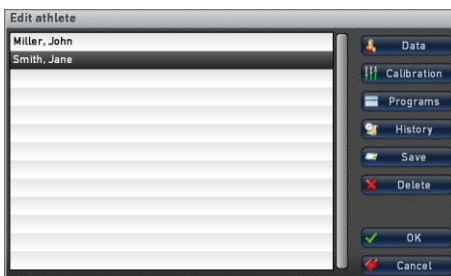 Edit athlete
Miller, John
Smith, Jane
Data
Calibration
Programs
History
Save
Delete
OK
Cancel